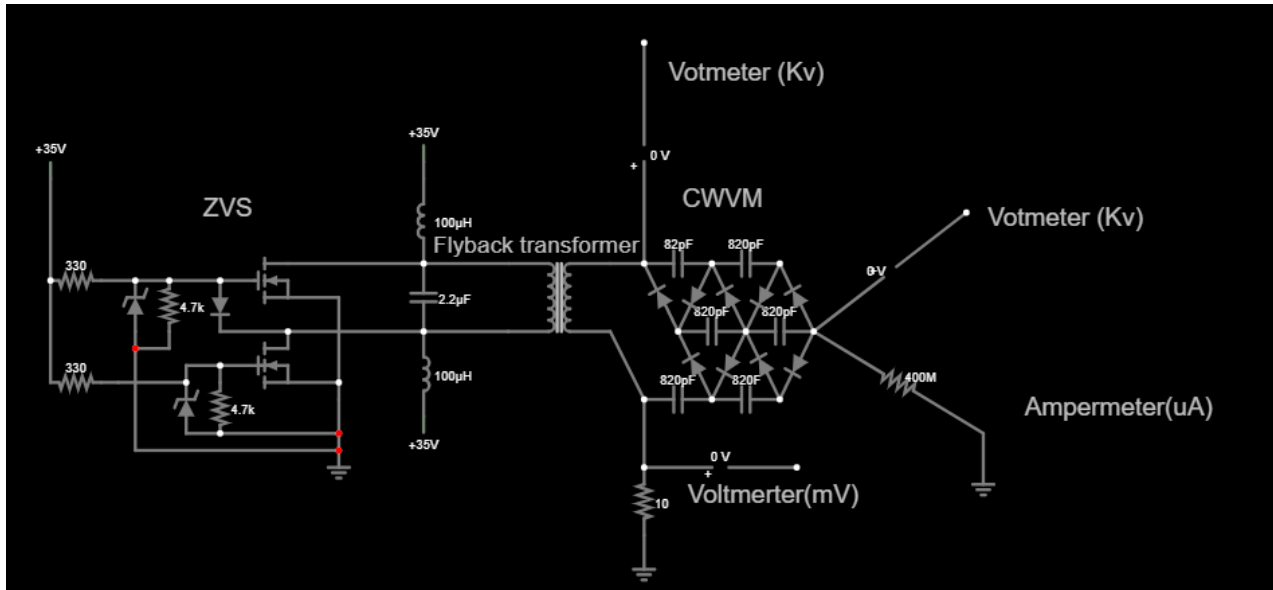 Votmeter (Kv)
+35V
+35V
0 V
+
ZVS
CWVM
Votmeter (Kv)
100µH
Flyback transformer
82pF
820pF
330
0 V
+
4.7k
2.2µF
820pF
820pF
330
100µH
820pF
820F
400M
4.7k
Ampermeter(uA)
+35V
0 V
+
Voltmerter(mV)
10